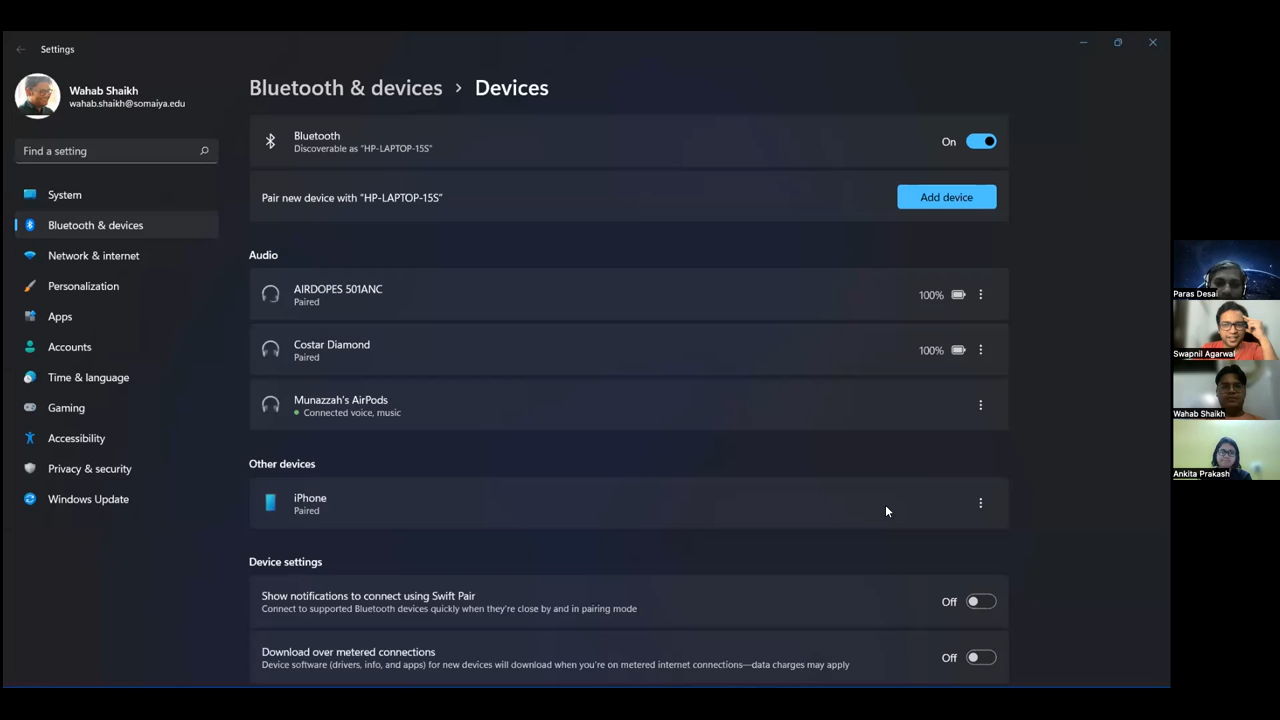 Settings
Wahab Shaikh
wahab.shaikh@somaiya.edu
Find a setting
System
Bluetooth & devices
Network & internet
Personalization
Apps
Accounts
Time & language
Gaming
Accessibility
Privacy & security
Windows Update
Bluetooth & devices › Devices
Bluetooth
Discoverable as "HP-LAPTOP-15S"
On
Pair new device with "HP-LAPTOP-15S"
Add device
Audio
AIRDOPES 501ANC
Paired
100%
Costar Diamond
Paired
100%
Munazzah's AirPods
Connected voice, music
Other devices
iPhone
Paired
Device settings
Show notifications to connect using Swift Pair
Connect to supported Bluetooth devices quickly when they're close by and in pairing mode
Off
Download over metered connections
Device software (drivers, info, and apps) for new devices will download when you're on metered internet connections—data charges may apply
Off
Paras Desai
Swapnil Agarwal
Wahab Shaikh
Ankita Prakash